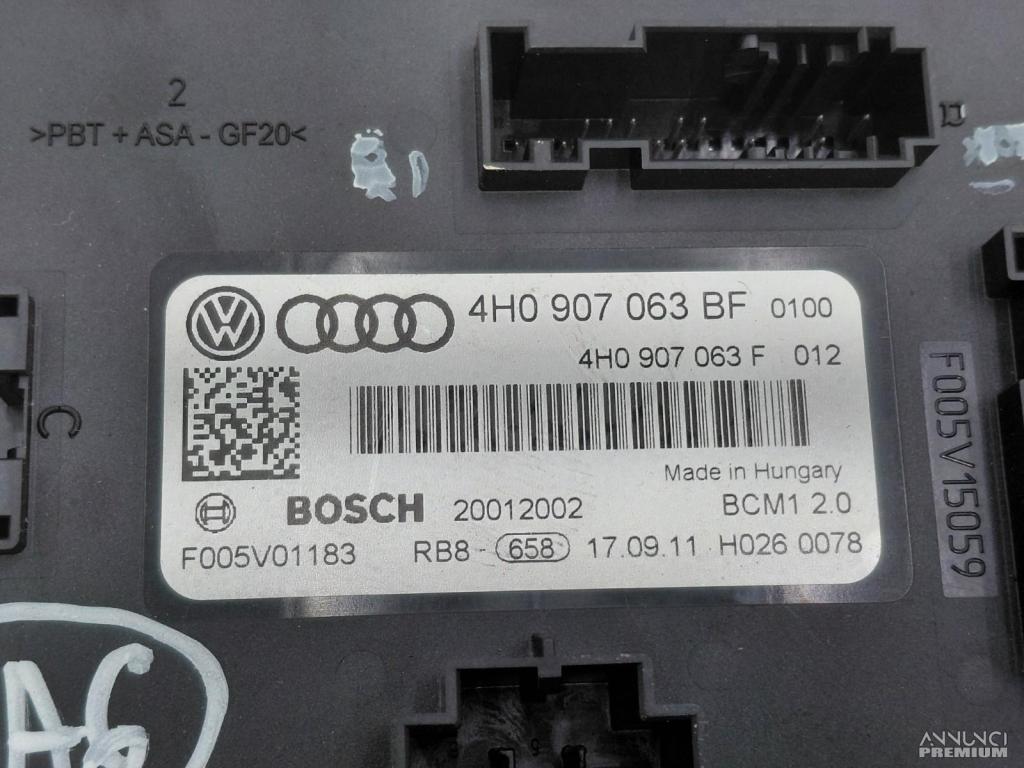 2
>PBT + ASA - GF20<
D
4H0 907 063 BF 0100
4H0 907 063 F 012
Made in Hungary
BOSCH 20012002 BCM1 2.0
F005V01183 RB8 - 658 17.09.11 H026 0078
F005V15059
C
A6
ANNUNCI
PREMIUM